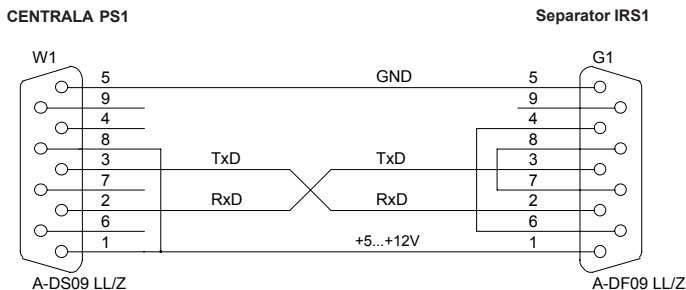 CENTRALA PS1 Separator IRS1
W1 G1
5 GND 5
9 9
4 4
8 8
3 TxD TxD 3
7 7
2 RxD RxD 2
6 6
1 +5...+12V 1
A-DS09 LL/Z A-DF09 LL/Z